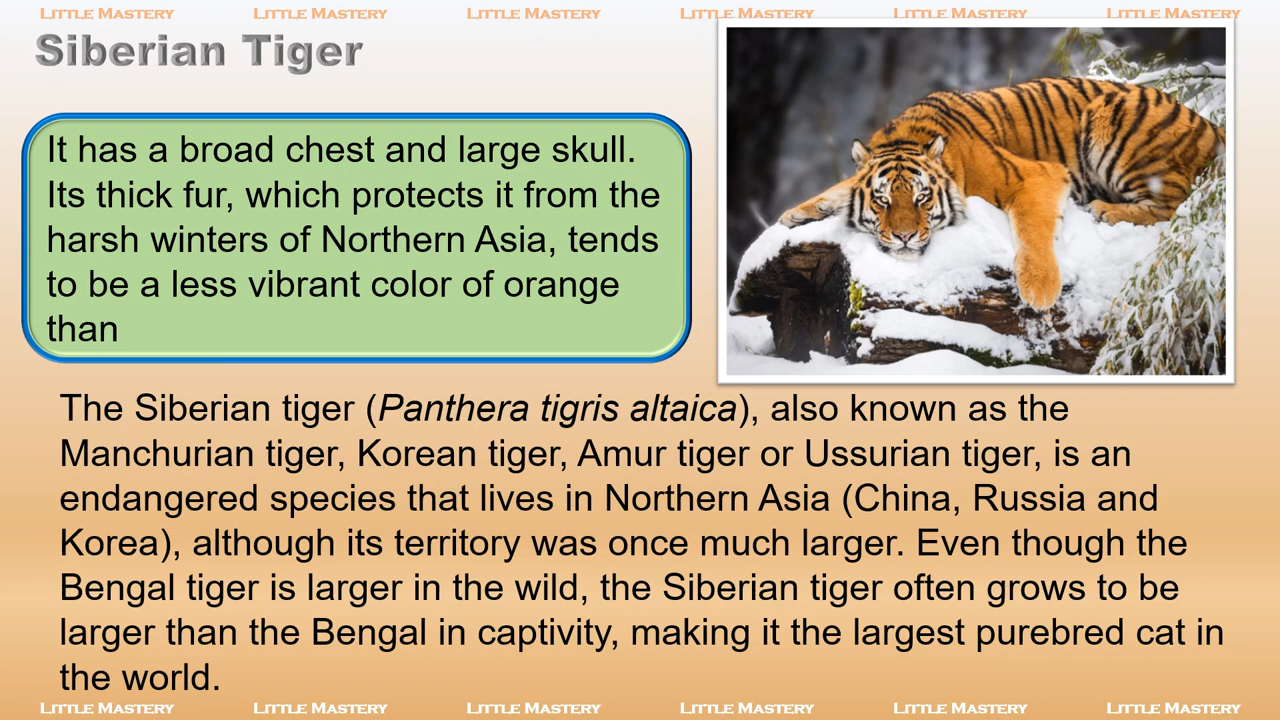 Little Mastery Little Mastery Little Mastery Little Mastery Little Mastery Little Mastery
Siberian Tiger
It has a broad chest and large skull.
Its thick fur, which protects it from the
harsh winters of Northern Asia, tends
to be a less vibrant color of orange
than
The Siberian tiger (Panthera tigris altaica), also known as the
Manchurian tiger, Korean tiger, Amur tiger or Ussurian tiger, is an
endangered species that lives in Northern Asia (China, Russia and
Korea), although its territory was once much larger. Even though the
Bengal tiger is larger in the wild, the Siberian tiger often grows to be
larger than the Bengal in captivity, making it the largest purebred cat in
the world.
Little Mastery Little Mastery Little Mastery Little Mastery Little Mastery Little Mastery